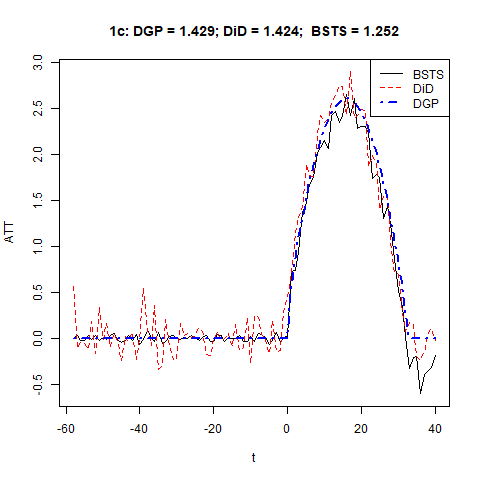 1c: DGP = 1.429; DiD = 1.424;  BSTS = 1.252
BSTS
DiD
DGP
ATT
3.0
2.5
2.0
1.5
1.0
0.5
0.0
-0.5
-60
-40
-20
0
20
40
t